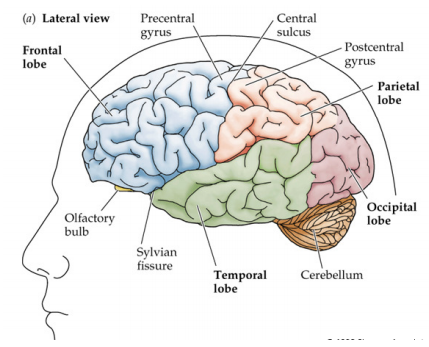 (a) Lateral view
Precentral
gyrus
Central
sulcus
Frontal
lobe
Postcentral
gyrus
Parietal
lobe
Olfactory
bulb
Occipital
lobe
Sylvian
fissure
Temporal
lobe
Cerebellum